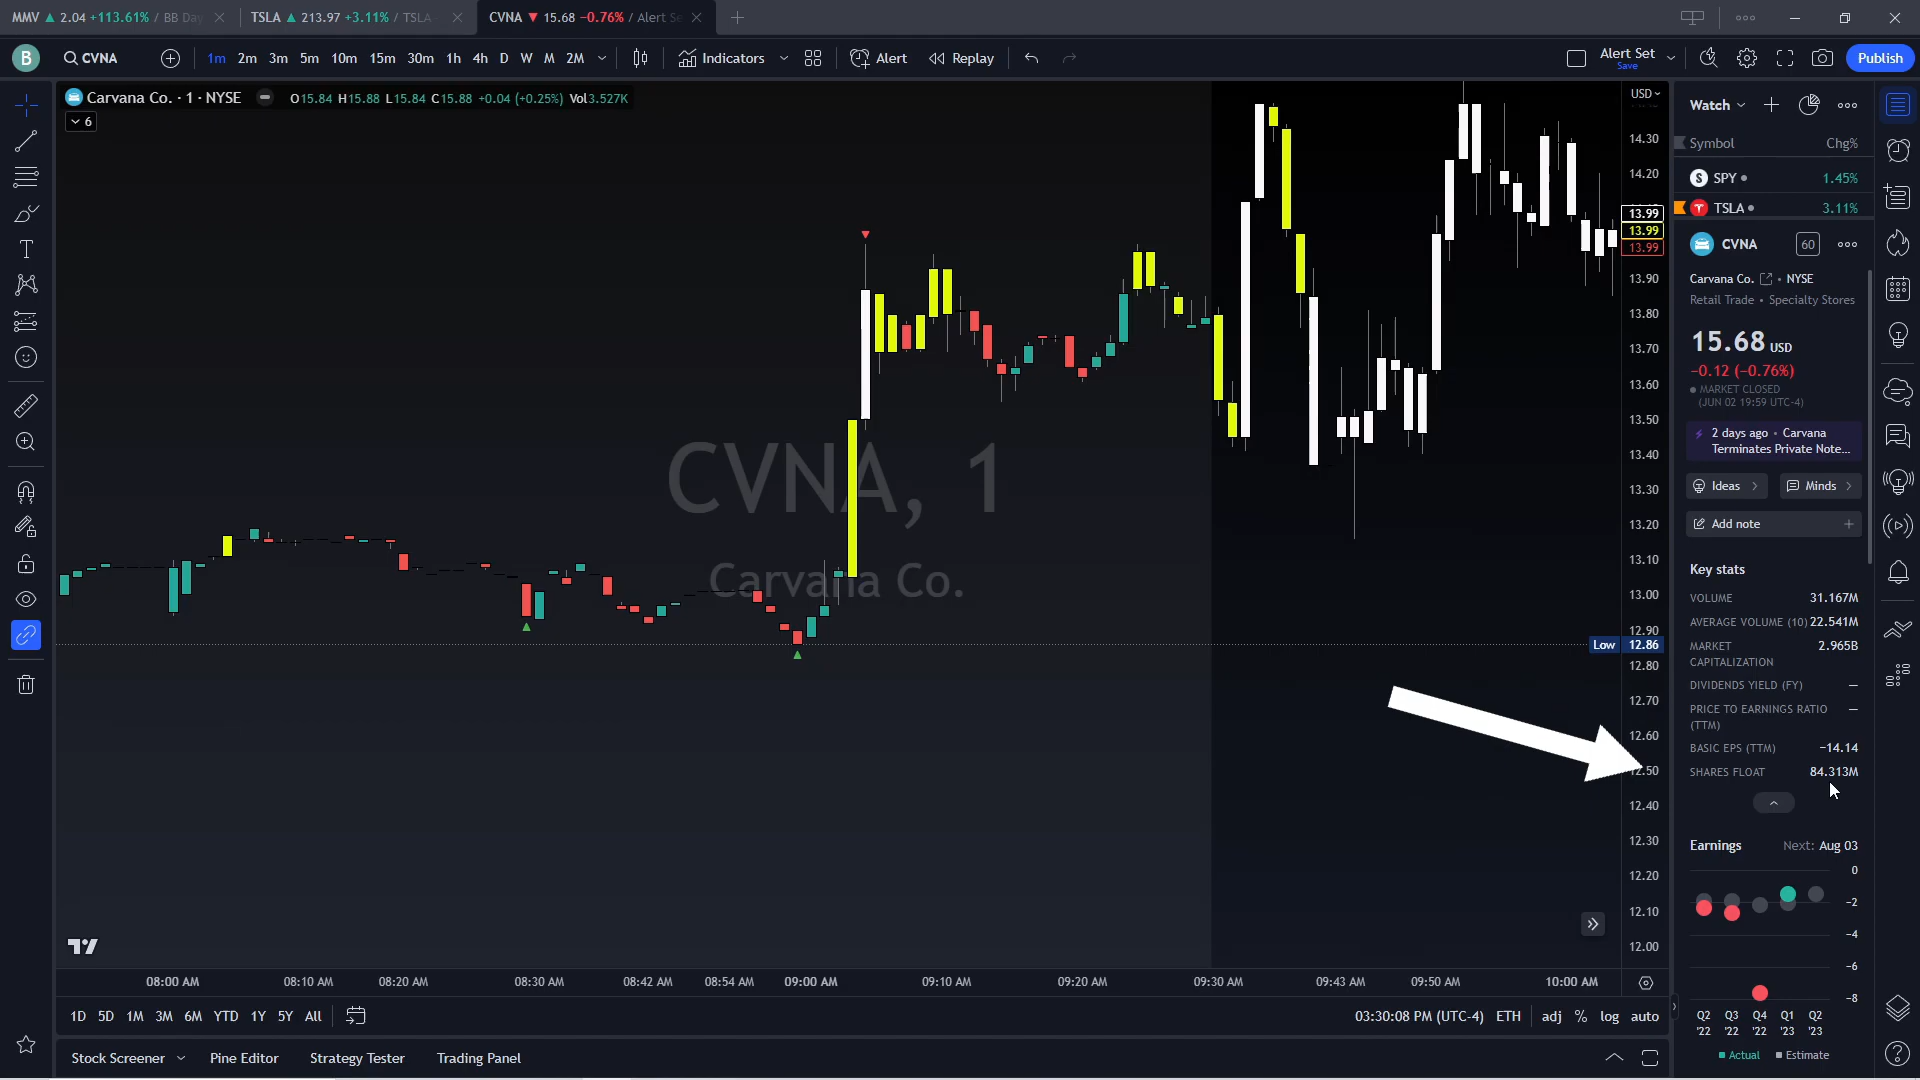 MMV ▲ 2.04 +113.61% / BB Day
TSLA ▲ 213.97 +3.11% / TSLA
CVNA ▼ 15.68 −0.76% / Alert Se
B
CVNA
1m 2m 3m 5m 10m 15m 30m 1h 4h D W M 2M
Indicators
Alert
Replay
Alert Set
Save
Publish
Carvana Co. · 1 · NYSE
O15.84 H15.88 L15.84 C15.88 +0.04 (+0.25%) Vol3.527K
6
USD
14.30
14.20
13.99
13.99
13.99
13.90
13.80
13.70
13.60
13.50
13.40
13.30
13.20
13.10
13.00
12.90
Low 12.86
12.80
12.70
12.60
12.50
12.40
12.30
12.20
12.10
12.00
CVNA, 1
Carvana Co.
08:00 AM 08:10 AM 08:20 AM 08:30 AM 08:42 AM 08:54 AM 09:00 AM 09:10 AM 09:20 AM 09:30 AM 09:43 AM 09:50 AM 10:00 AM
1D 5D 1M 3M 6M YTD 1Y 5Y All
03:30:08 PM (UTC-4) ETH adj % log auto
Stock Screener Pine Editor Strategy Tester Trading Panel
Watch
Symbol Chg%
SPY 1.45%
TSLA 3.11%
CVNA 60
Carvana Co. • NYSE
Retail Trade • Specialty Stores
15.68 USD
−0.12 (−0.76%)
MARKET CLOSED
(JUN 02 19:59 UTC-4)
2 days ago • Carvana
Terminates Private Note...
Ideas Minds
Add note
Key stats
VOLUME 31.167M
AVERAGE VOLUME (10) 22.541M
MARKET 2.965B
CAPITALIZATION
DIVIDENDS YIELD (FY) —
PRICE TO EARNINGS RATIO —
(TTM)
BASIC EPS (TTM) −14.14
SHARES FLOAT 84.313M
Earnings Next: Aug 03
0
−2
−4
−6
−8
Q2 Q3 Q4 Q1 Q2
'22 '22 '22 '23 '23
Actual Estimate